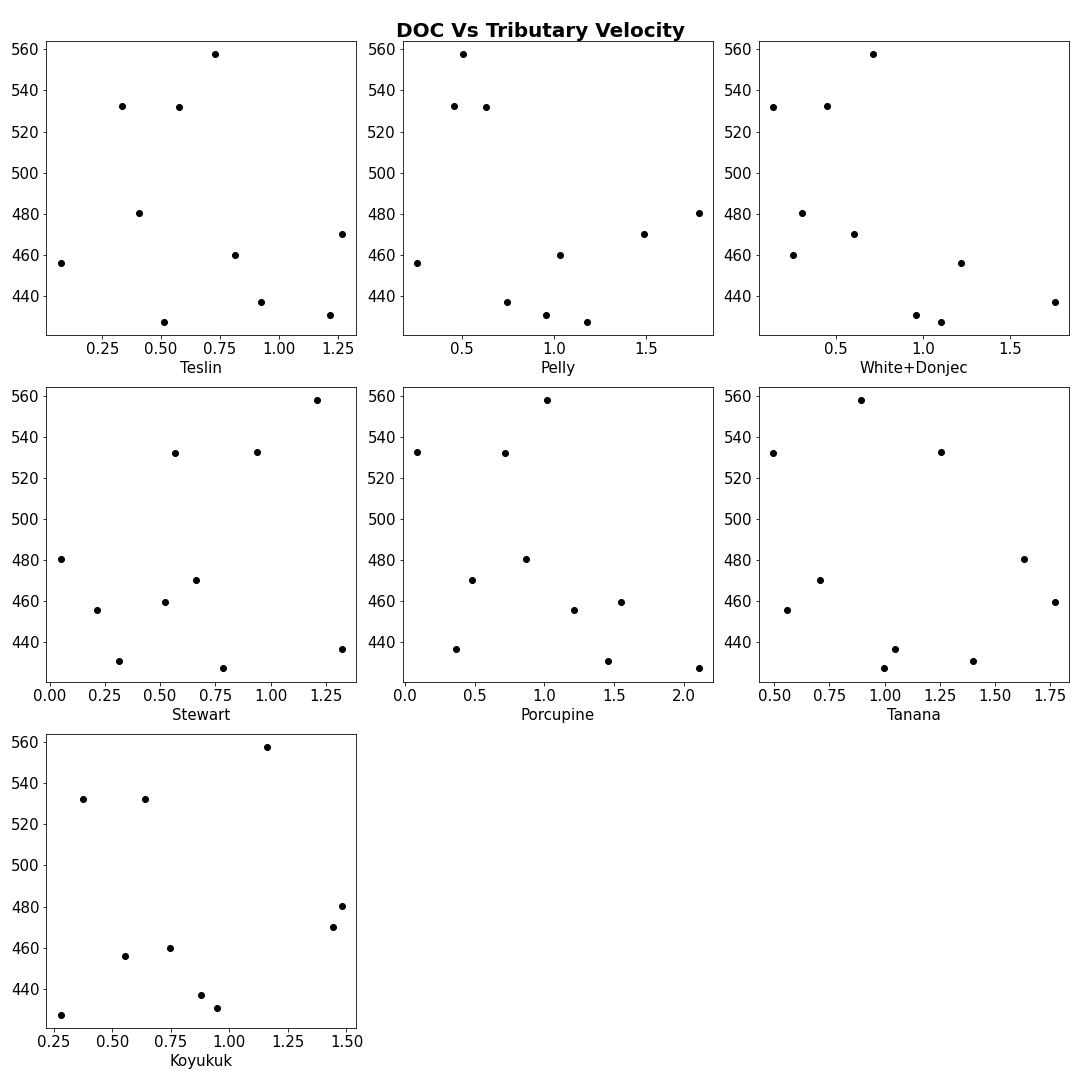 DOC Vs Tributary Velocity
560 560 560
540 540 540
520 520 520
500 500 500
480 480 480
460 460 460
440 440 440
0.25 0.50 0.75 1.00 1.25 0.5 1.0 1.5 0.5 1.0 1.5
Teslin Pelly White+Donjec
560 560 560
540 540 540
520 520 520
500 500 500
480 480 480
460 460 460
440 440 440
0.00 0.25 0.50 0.75 1.00 1.25 0.0 0.5 1.0 1.5 2.0 0.50 0.75 1.00 1.25 1.50 1.75
Stewart Porcupine Tanana
560
540
520
500
480
460
440
0.25 0.50 0.75 1.00 1.25 1.50
Koyukuk